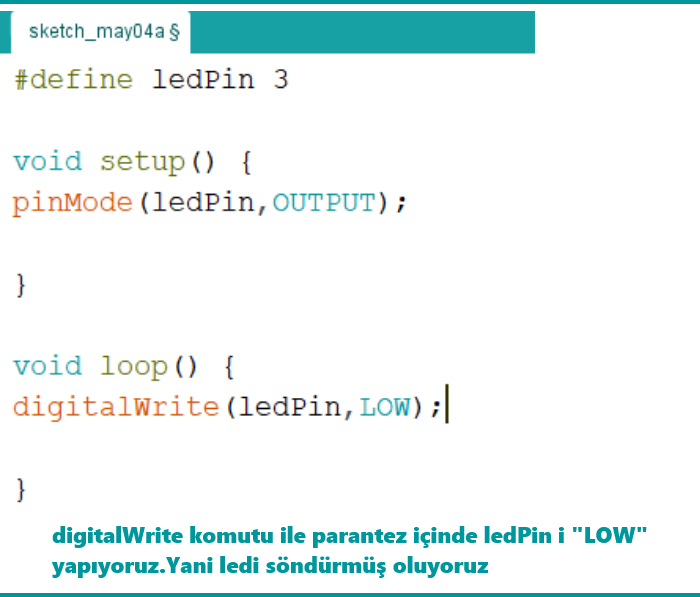 sketch_may04a §
#define ledPin 3
void setup() {
pinMode(ledPin,OUTPUT);
}
void loop() {
digitalWrite(ledPin,LOW);
}
digitalWrite komutu ile parantez içinde ledPin i "LOW"
yapıyoruz.Yani ledi söndürmüş oluyoruz